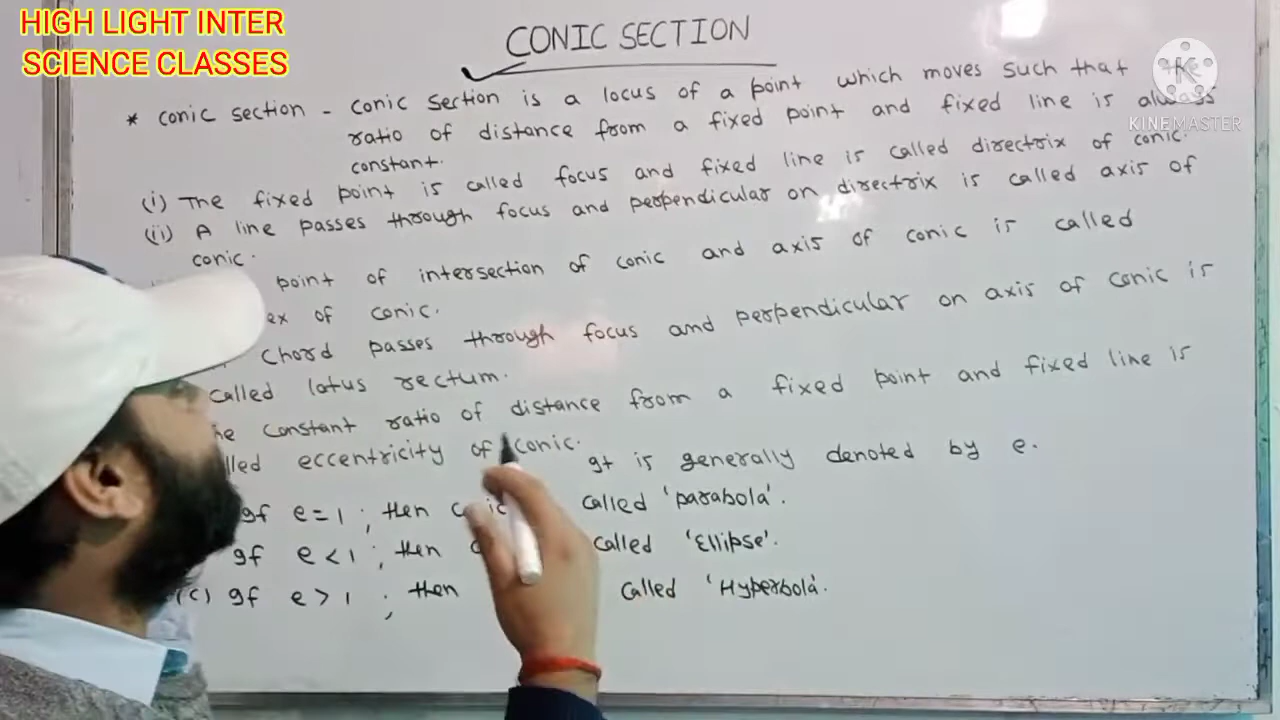 HIGH LIGHT INTER
SCIENCE CLASSES
CONIC SECTION
KINEMASTER
* conic section - conic section is a locus of a point which moves such that
ratio of distance from a fixed point and fixed line is always
constant.
(i) The fixed point is called focus and fixed line is called directrix of conic.
(ii) A line passes through focus and perpendicular on directrix is called axis of
conic.
point of intersection of conic and axis of conic is called
of conic.
chord passes through focus and perpendicular on axis of conic is
called latus rectum.
constant ratio of distance from a fixed point and fixed line is
eccentricity of conic. It is generally denoted by e.
If e=1 ; then called 'parabola'.
If e<1 ; then called 'Ellipse'.
(c) If e>1 ; then called 'Hyperbola'.